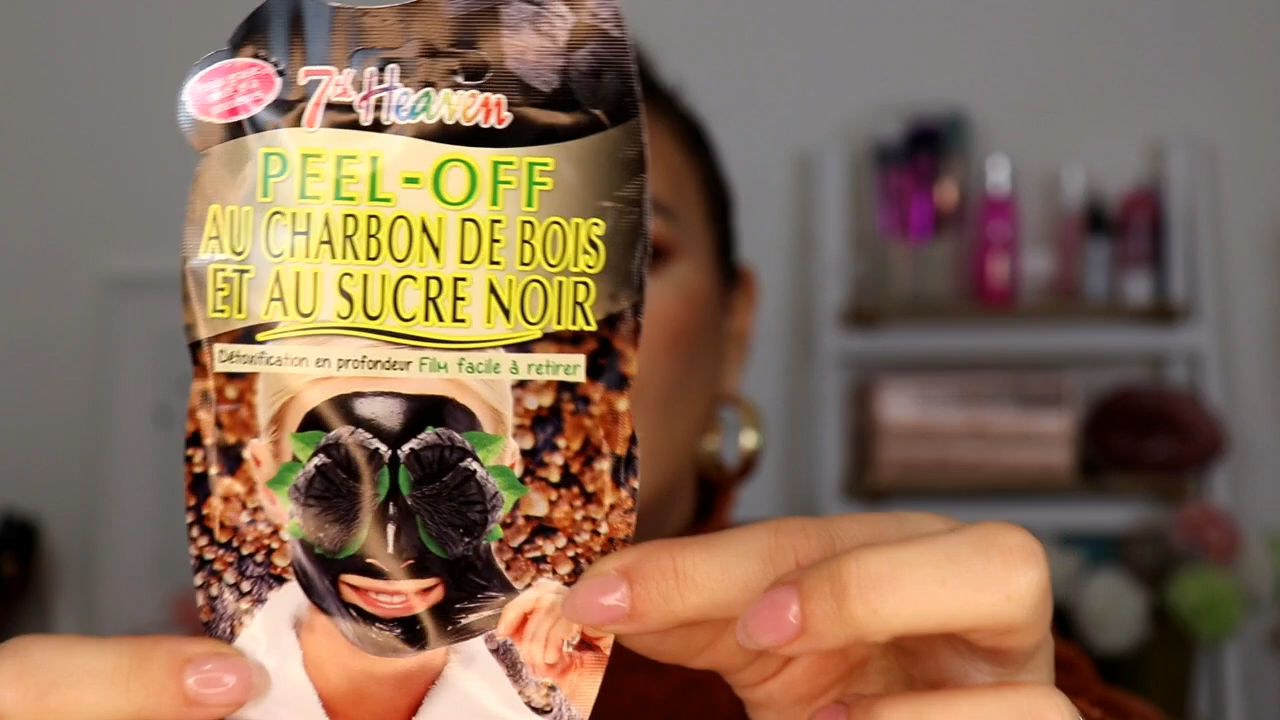 7th Heaven
PEEL-OFF
AU CHARBON DE BOIS
ET AU SUCRE NOIR
Détoxification en profondeur Film facile à retirer